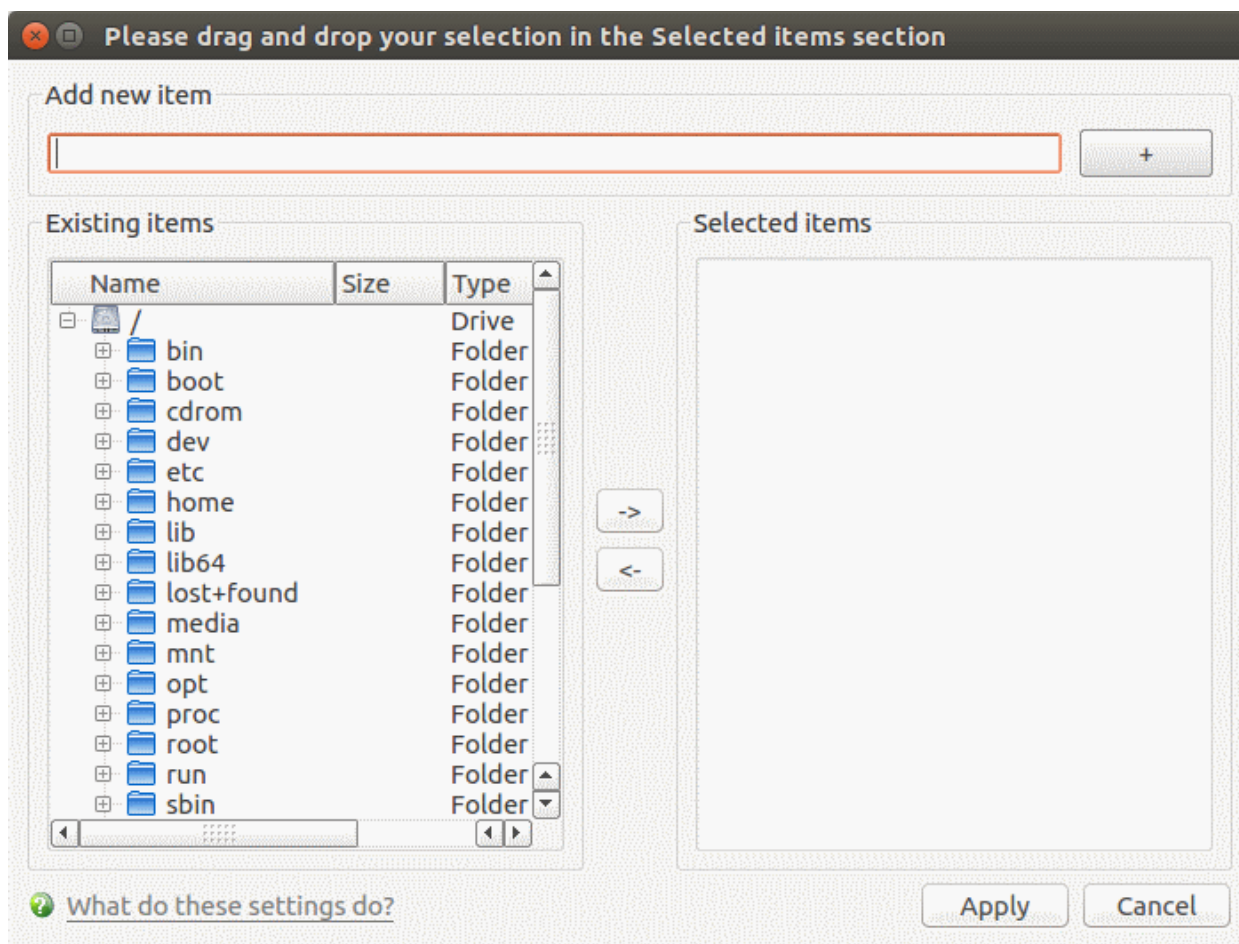 Please drag and drop your selection in the Selected items section
Add new item
+
Existing items
Name Size Type
/ Drive
bin Folder
boot Folder
cdrom Folder
dev Folder
etc Folder
home Folder
lib Folder
lib64 Folder
lost+found Folder
media Folder
mnt Folder
opt Folder
proc Folder
root Folder
run Folder
sbin Folder
->
<-
Selected items
What do these settings do?
Apply Cancel